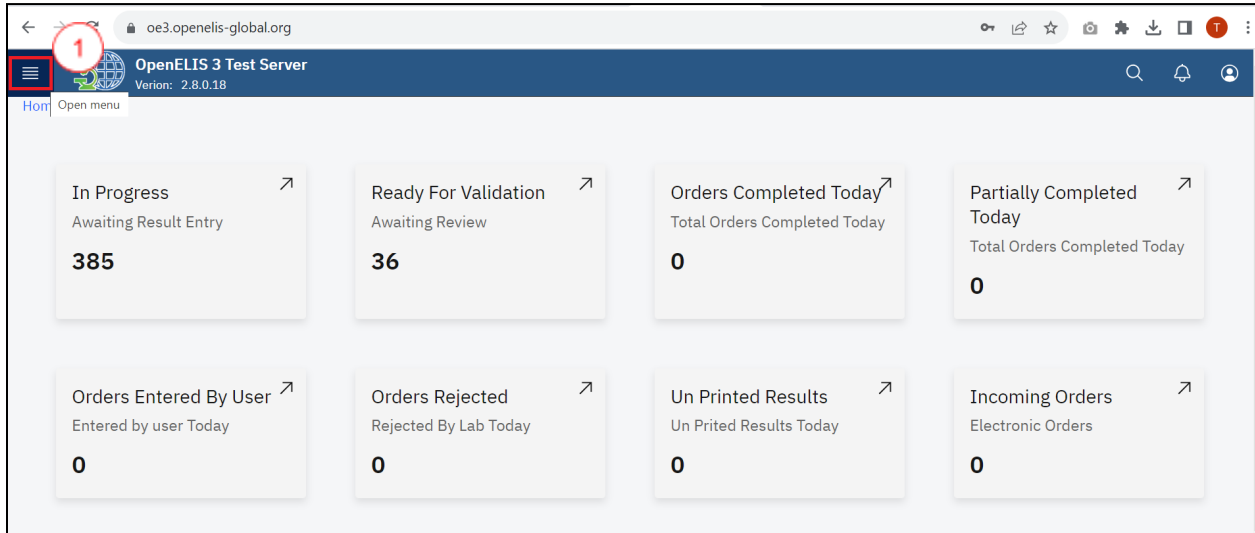 oe3.openelis-global.org
T
1
OpenELIS 3 Test Server
Verion: 2.8.0.18
Hom
Open menu
In Progress
Awaiting Result Entry
385
Ready For Validation
Awaiting Review
36
Orders Completed Today
Total Orders Completed Today
0
Partially Completed
Today
Total Orders Completed Today
0
Orders Entered By User
Entered by user Today
0
Orders Rejected
Rejected By Lab Today
0
Un Printed Results
Un Prited Results Today
0
Incoming Orders
Electronic Orders
0